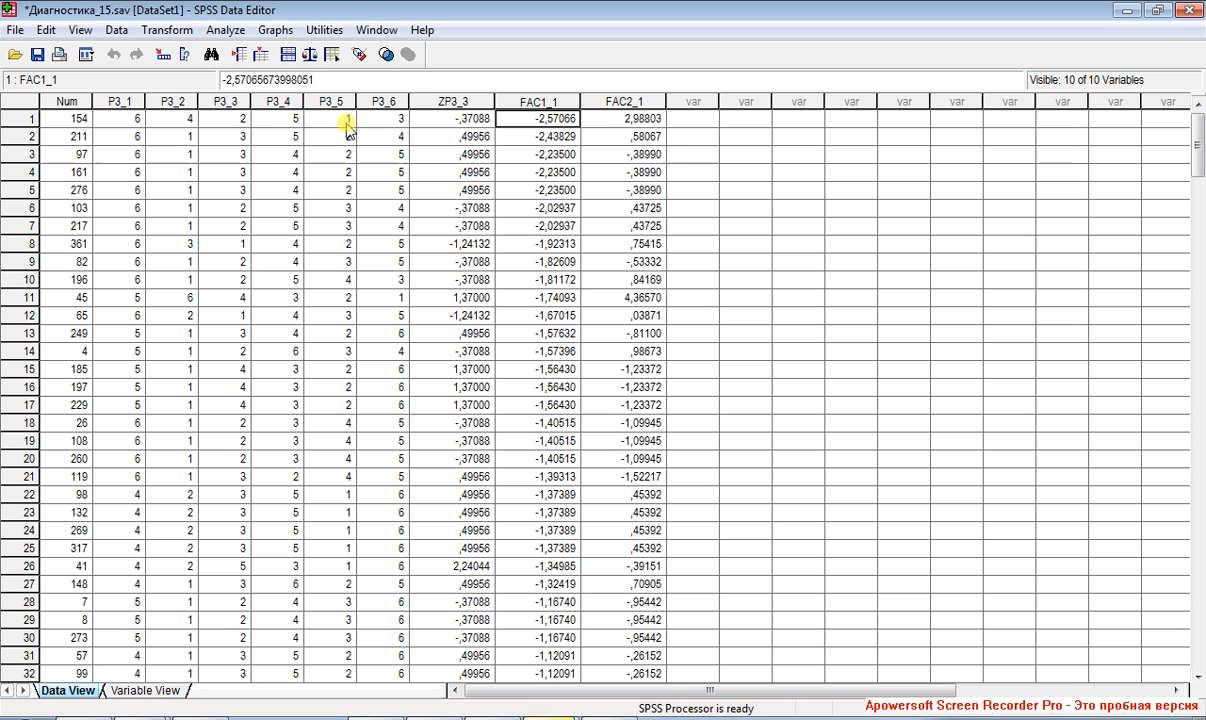 *Диагностика_15.sav [DataSet1] - SPSS Data Editor
File Edit View Data Transform Analyze Graphs Utilities Window Help
1 : FAC1_1 -2,57065673998051 Visible: 10 of 10 Variables
Num P3_1 P3_2 P3_3 P3_4 P3_5 P3_6 ZP3_3 FAC1_1 FAC2_1 var var var var var var var var var var
1 154 6 4 2 5 1 3 -,37088 -2,57066 2,98803
2 211 6 1 3 5 4 ,49956 -2,43829 ,58067
3 97 6 1 3 4 2 5 ,49956 -2,23500 -,38990
4 161 6 1 3 4 2 5 ,49956 -2,23500 -,38990
5 276 6 1 3 4 2 5 ,49956 -2,23500 -,38990
6 103 6 1 2 5 3 4 -,37088 -2,02937 ,43725
7 217 6 1 2 5 3 4 -,37088 -2,02937 ,43725
8 361 6 3 1 4 2 5 -1,24132 -1,92313 ,75415
9 82 6 1 2 4 3 5 -,37088 -1,82609 -,53332
10 196 6 1 2 5 4 3 -,37088 -1,81172 ,84169
11 45 5 6 4 3 2 1 1,37000 -1,74093 4,36570
12 65 6 2 1 4 3 5 -1,24132 -1,67015 ,03871
13 249 5 1 3 4 2 6 ,49956 -1,57632 -,81100
14 4 5 1 2 6 3 4 -,37088 -1,57396 ,98673
15 185 5 1 4 3 2 6 1,37000 -1,56430 -1,23372
16 197 5 1 4 3 2 6 1,37000 -1,56430 -1,23372
17 229 5 1 4 3 2 6 1,37000 -1,56430 -1,23372
18 26 6 1 2 3 4 5 -,37088 -1,40515 -1,09945
19 108 6 1 2 3 4 5 -,37088 -1,40515 -1,09945
20 260 6 1 2 3 4 5 -,37088 -1,40515 -1,09945
21 119 6 1 3 2 4 5 ,49956 -1,39313 -1,52217
22 98 4 2 3 5 1 6 ,49956 -1,37389 ,45392
23 132 4 2 3 5 1 6 ,49956 -1,37389 ,45392
24 269 4 2 3 5 1 6 ,49956 -1,37389 ,45392
25 317 4 2 3 5 1 6 ,49956 -1,37389 ,45392
26 41 4 2 5 3 1 6 2,24044 -1,34985 -,39151
27 148 4 1 3 6 2 5 ,49956 -1,32419 ,70905
28 7 5 1 2 4 3 6 -,37088 -1,16740 -,95442
29 8 5 1 2 4 3 6 -,37088 -1,16740 -,95442
30 273 5 1 2 4 3 6 -,37088 -1,16740 -,95442
31 57 4 1 3 5 2 6 ,49956 -1,12091 -,26152
32 99 4 1 3 5 2 6 ,49956 -1,12091 -,26152
Data View Variable View
SPSS Processor is ready
Apowersoft Screen Recorder Pro - Это пробная версия